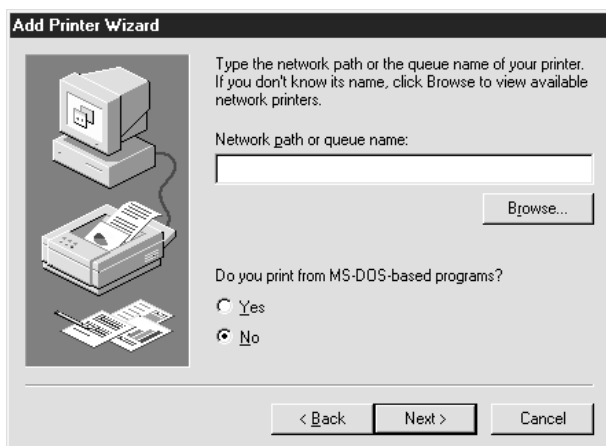 Add Printer Wizard
Type the network path or the queue name of your printer.
If you don't know its name, click Browse to view available
network printers.
Network path or queue name:
Browse...
Do you print from MS-DOS-based programs?
Yes
No
< Back
Next >
Cancel